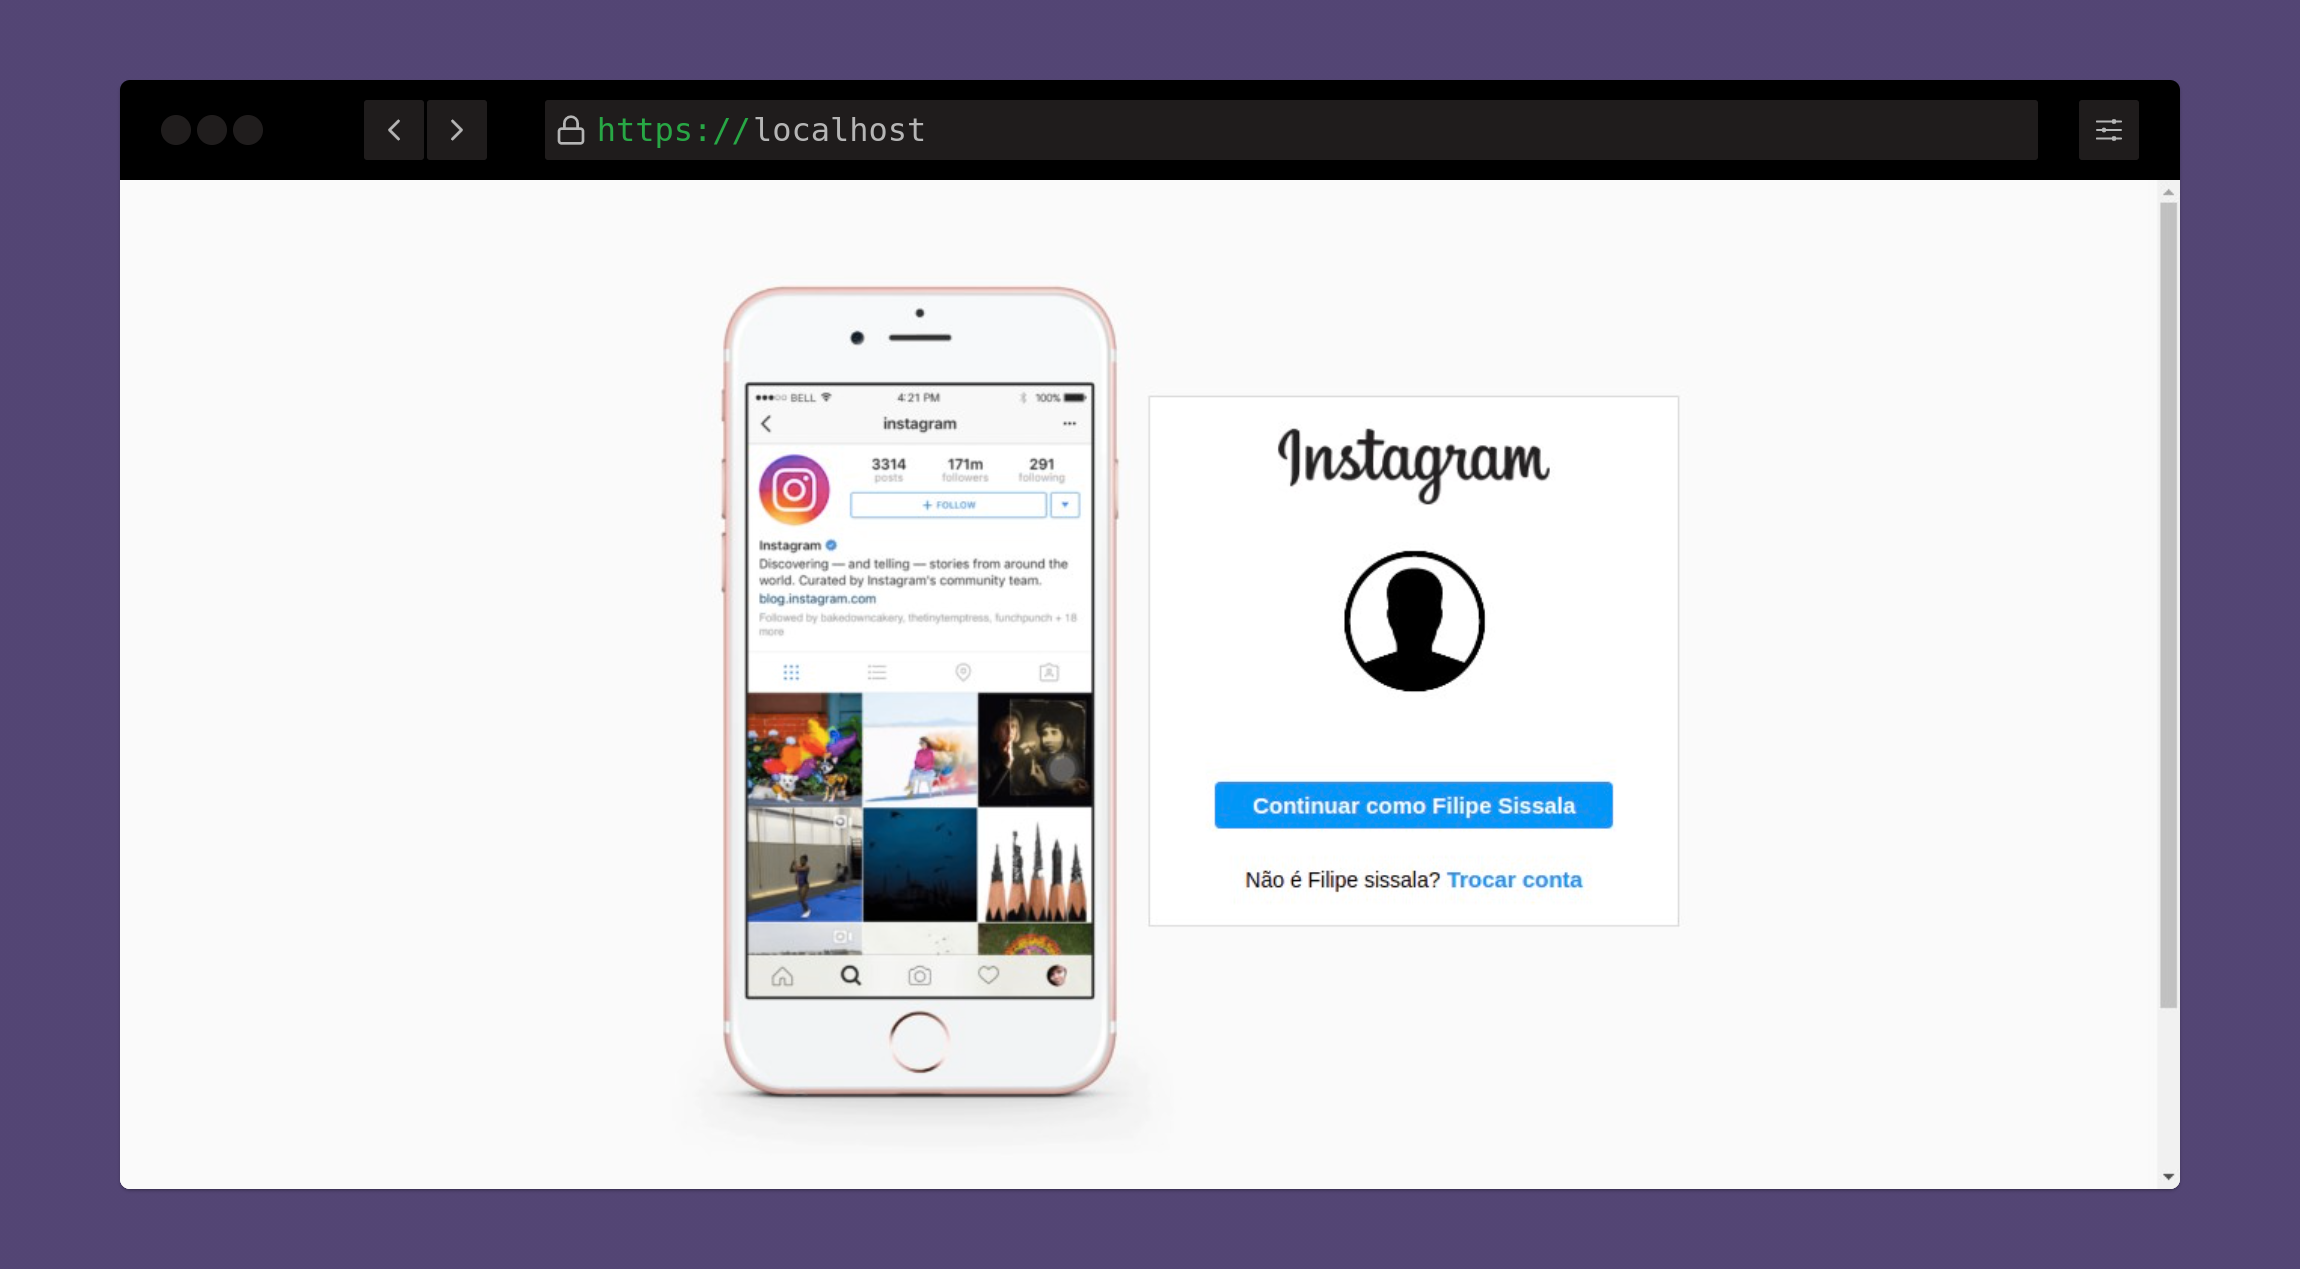 https://localhost
BELL 4:21 PM 100%
instagram
3314 171m 291
posts followers following
+ FOLLOW
Instagram
Discovering — and telling — stories from around the
world. Curated by Instagram's community team.
blog.instagram.com
Followed by bakedowncakery, thetinytemptress, funchpunch + 18
more
Instagram
Continuar como Filipe Sissala
Não é Filipe sissala? Trocar conta